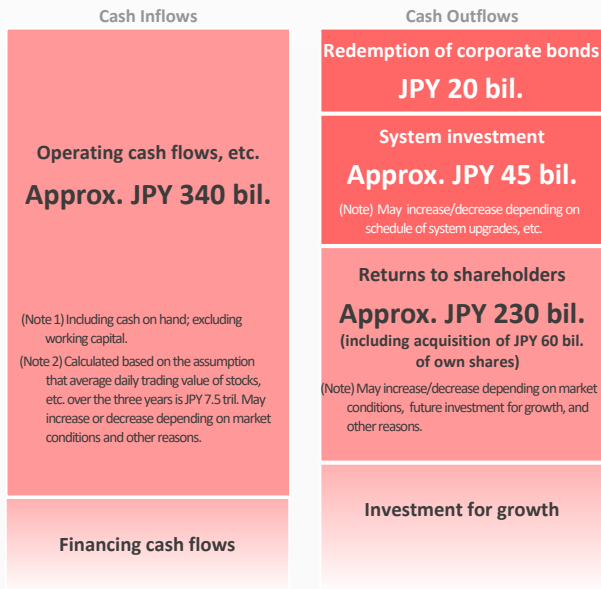 Cash Inflows
Operating cash flows, etc.
Approx. JPY 340 bil.
(Note 1) Including cash on hand; excluding
working capital.
(Note 2) Calculated based on the assumption
that average daily trading value of stocks,
etc. over the three years is JPY 7.5 tril. May
increase or decrease depending on market
conditions and other reasons.
Financing cash flows
Cash Outflows
Redemption of corporate bonds
JPY 20 bil.
System investment
Approx. JPY 45 bil.
(Note) May increase/decrease depending on
schedule of system upgrades, etc.
Returns to shareholders
Approx. JPY 230 bil.
(including acquisition of JPY 60 bil.
of own shares)
(Note) May increase/decrease depending on market
conditions, future investment for growth, and
other reasons.
Investment for growth